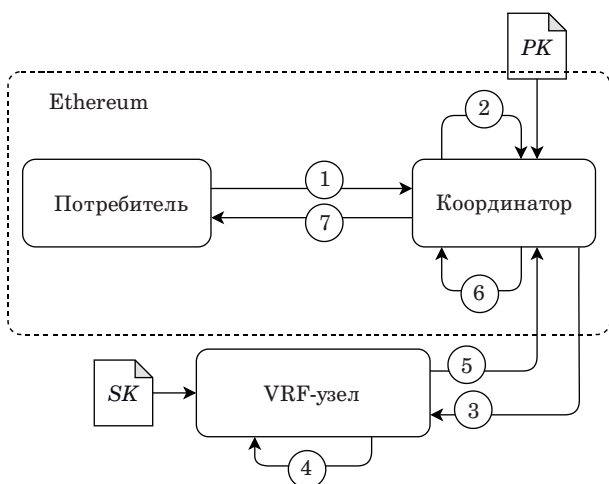 PK
Ethereum
2
Потребитель
1
7
Координатор
6
SK
VRF-узел
5
3
4